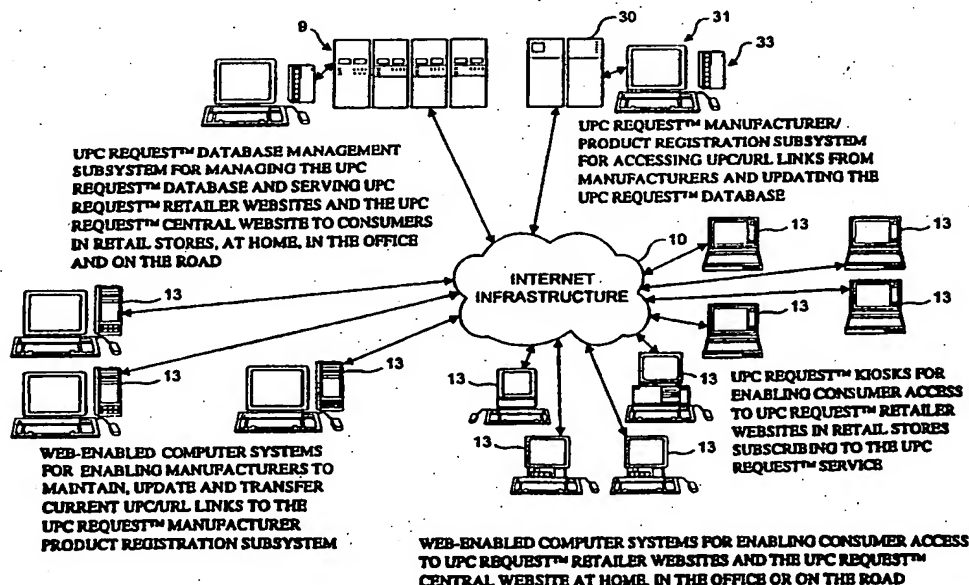 9
30
31
33
UPC REQUEST™ DATABASE MANAGEMENT
SUBSYSTEM FOR MANAGING THE UPC
REQUEST™ DATABASE AND SERVING UPC
REQUEST™ RETAILER WEBSITES AND THE UPC
REQUEST™ CENTRAL WEBSITE TO CONSUMERS
IN RETAIL STORES, AT HOME, IN THE OFFICE
AND ON THE ROAD
UPC REQUEST™ MANUFACTURER/
PRODUCT REGISTRATION SUBSYSTEM
FOR ACCESSING UPC/URL LINKS FROM
MANUFACTURERS AND UPDATING THE
UPC REQUEST™ DATABASE
10
INTERNET
INFRASTRUCTURE
13
13
13
13
13
13
13
13
13
13
13
WEB-ENABLED COMPUTER SYSTEMS
FOR ENABLING MANUFACTURERS TO
MAINTAIN, UPDATE AND TRANSFER
CURRENT UPC/URL LINKS TO THE
UPC REQUEST™ MANUFACTURER
PRODUCT REGISTRATION SUBSYSTEM
UPC REQUEST™ KIOSKS FOR
ENABLING CONSUMER ACCESS
TO UPC REQUEST™ RETAILER
WEBSITES IN RETAIL STORES
SUBSCRIBING TO THE UPC
REQUEST™ SERVICE
WEB-ENABLED COMPUTER SYSTEMS FOR ENABLING CONSUMER ACCESS
TO UPC REQUEST™ RETAILER WEBSITES AND THE UPC REQUEST™
CENTRAL WEBSITE AT HOME, IN THE OFFICE OR ON THE ROAD